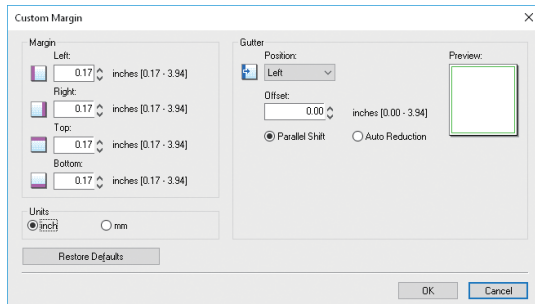 Custom Margin
Margin
Left:
0.17 inches [0.17 - 3.94]
Right:
0.17 inches [0.17 - 3.94]
Top:
0.17 inches [0.17 - 3.94]
Bottom:
0.17 inches [0.17 - 3.94]
Units
inch mm
Restore Defaults
Gutter
Position:
Left
Offset:
0.00 inches [0.00 - 3.94]
Parallel Shift Auto Reduction
Preview:
OK Cancel